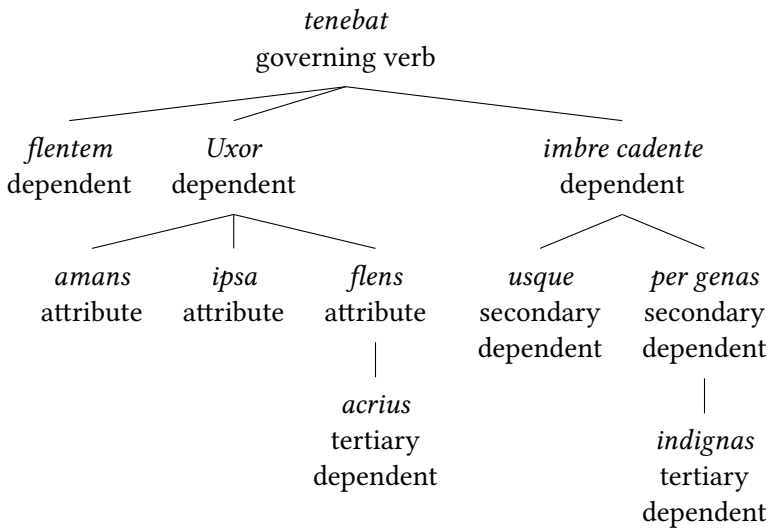 tenebat
governing verb
flentem
dependent
Uxor
dependent
imbre cadente
dependent
amans
attribute
ipsa
attribute
flens
attribute
usque
secondary
dependent
per genas
secondary
dependent
acrius
tertiary
dependent
indignas
tertiary
dependent